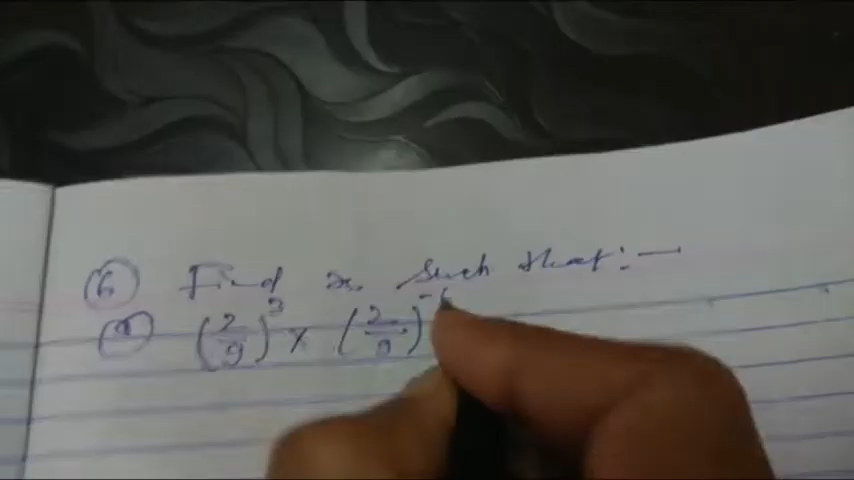 6 Find x such that:—
(a) (2/9)^3 × (2/9)^-6